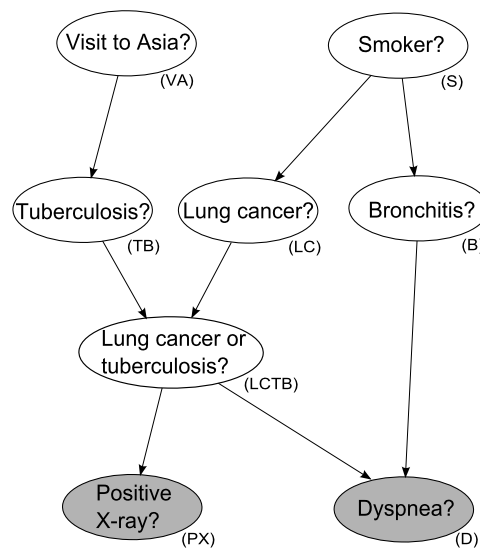 Visit to Asia?
(VA)
Smoker?
(S)
Tuberculosis?
(TB)
Lung cancer?
(LC)
Bronchitis?
(B)
Lung cancer or
tuberculosis?
(LCTB)
Positive
X-ray?
(PX)
Dyspnea?
(D)